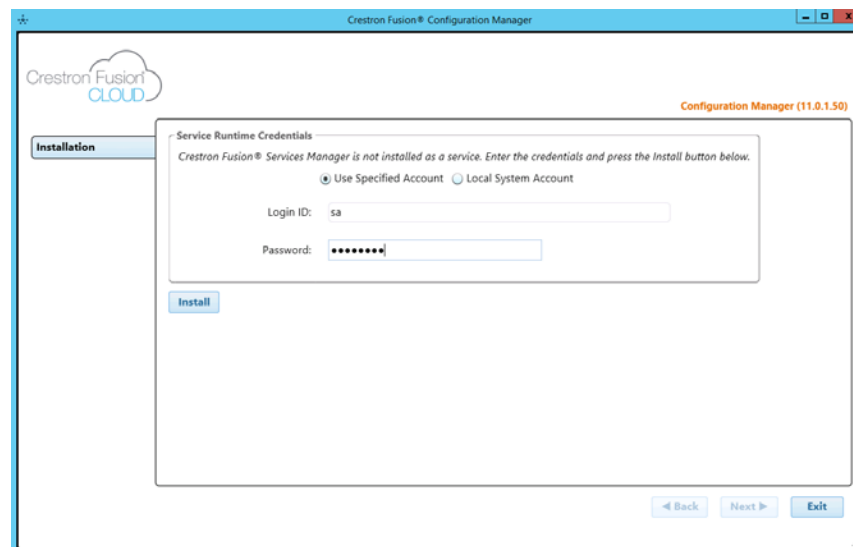 Crestron Fusion® Configuration Manager
Crestron Fusion®
CLOUD
Configuration Manager (11.0.1.50)
Installation
Service Runtime Credentials
Crestron Fusion® Services Manager is not installed as a service. Enter the credentials and press the Install button below.
Use Specified Account Local System Account
Login ID: sa
Password: ••••••••
Install
Back Next Exit